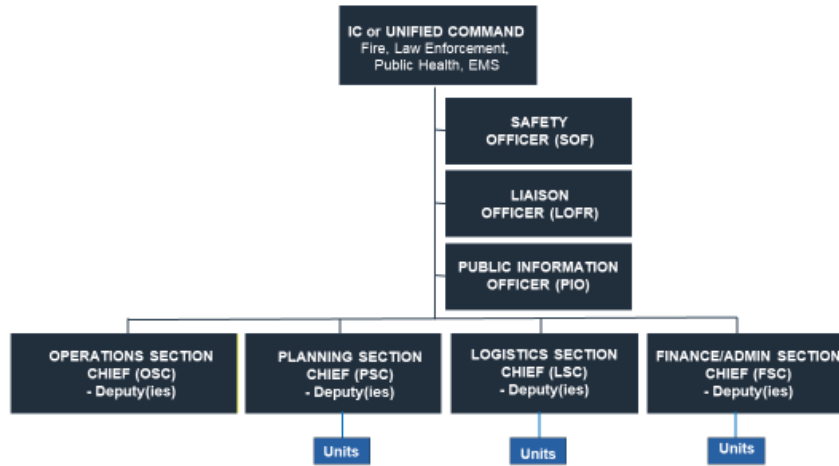 IC or UNIFIED COMMAND
Fire, Law Enforcement,
Public Health, EMS
SAFETY
OFFICER (SOF)
LIAISON
OFFICER (LOFR)
PUBLIC INFORMATION
OFFICER (PIO)
OPERATIONS SECTION
CHIEF (OSC)
- Deputy(ies)
PLANNING SECTION
CHIEF (PSC)
- Deputy(ies)
LOGISTICS SECTION
CHIEF (LSC)
- Deputy(ies)
FINANCE/ADMIN SECTION
CHIEF (FSC)
- Deputy(ies)
Units
Units
Units